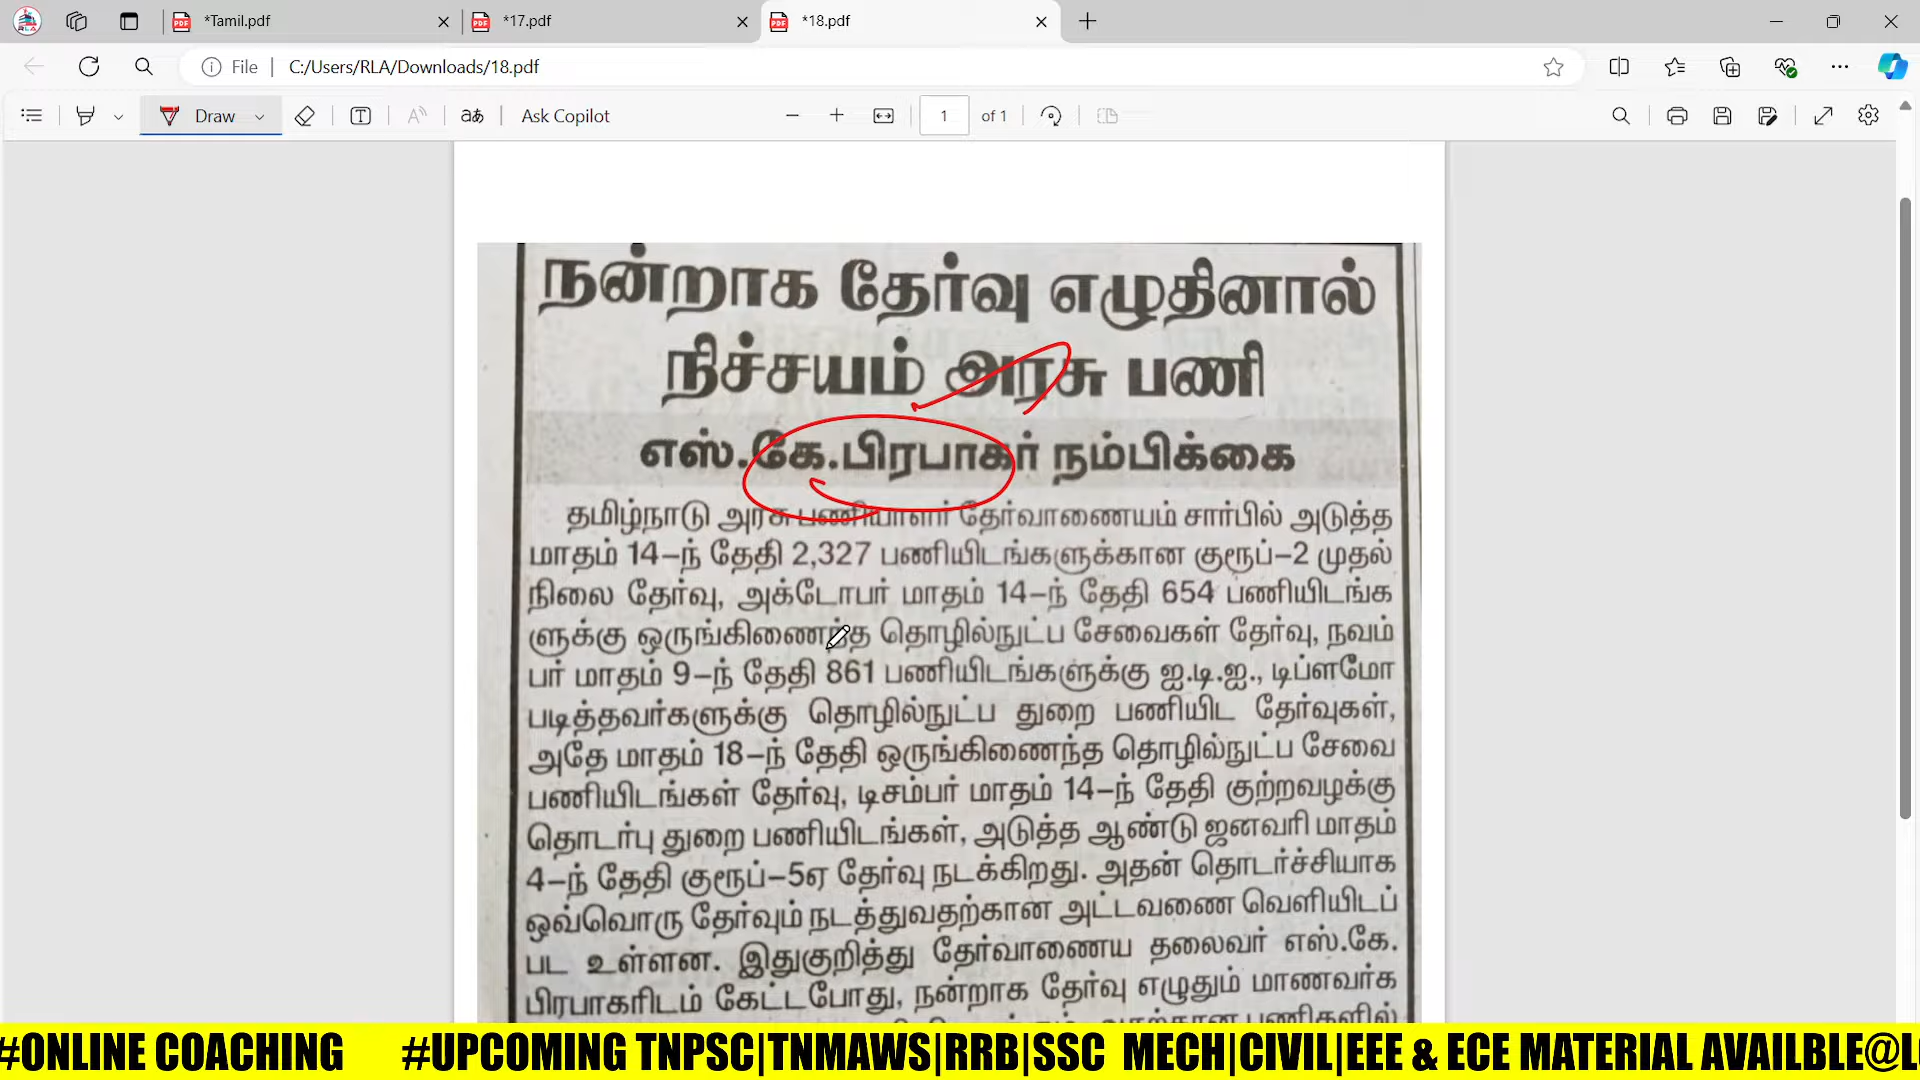 *Tamil.pdf
*17.pdf
*18.pdf
File
C:/Users/RLA/Downloads/18.pdf
Draw
Ask Copilot
1 of 1
நன்றாக தேர்வு எழுதினால்
நிச்சயம் அரசு பணி
எஸ்.கே.பிரபாகர் நம்பிக்கை
தமிழ்நாடு அரசு பணியாளர் தேர்வாணையம் சார்பில் அடுத்த
மாதம் 14-ந் தேதி 2,327 பணியிடங்களுக்கான குரூப்-2 முதல்
நிலை தேர்வு, அக்டோபர் மாதம் 14-ந் தேதி 654 பணியிடங்க
ளுக்கு ஒருங்கிணைந்த தொழில்நுட்ப சேவைகள் தேர்வு, நவம்
பர் மாதம் 9-ந் தேதி 861 பணியிடங்களுக்கு ஐ.டி.ஐ., டிப்ளமோ
படித்தவர்களுக்கு தொழில்நுட்ப துறை பணியிட தேர்வுகள்,
அதே மாதம் 18-ந் தேதி ஒருங்கிணைந்த தொழில்நுட்ப சேவை
பணியிடங்கள் தேர்வு, டிசம்பர் மாதம் 14-ந் தேதி குற்றவழக்கு
தொடர்பு துறை பணியிடங்கள், அடுத்த ஆண்டு ஜனவரி மாதம்
4-ந் தேதி குரூப்-5ஏ தேர்வு நடக்கிறது. அதன் தொடர்ச்சியாக
ஒவ்வொரு தேர்வும் நடத்துவதற்கான அட்டவணை வெளியிடப்
பட உள்ளன. இதுகுறித்து தேர்வாணைய தலைவர் எஸ்.கே.
பிரபாகரிடம் கேட்டபோது, நன்றாக தேர்வு எழுதும் மாணவர்க
#ONLINE COACHING #UPCOMING TNPSC|TNMAWS|RRB|SSC MECH|CIVIL|EEE & ECE MATERIAL AVAILBLE@L